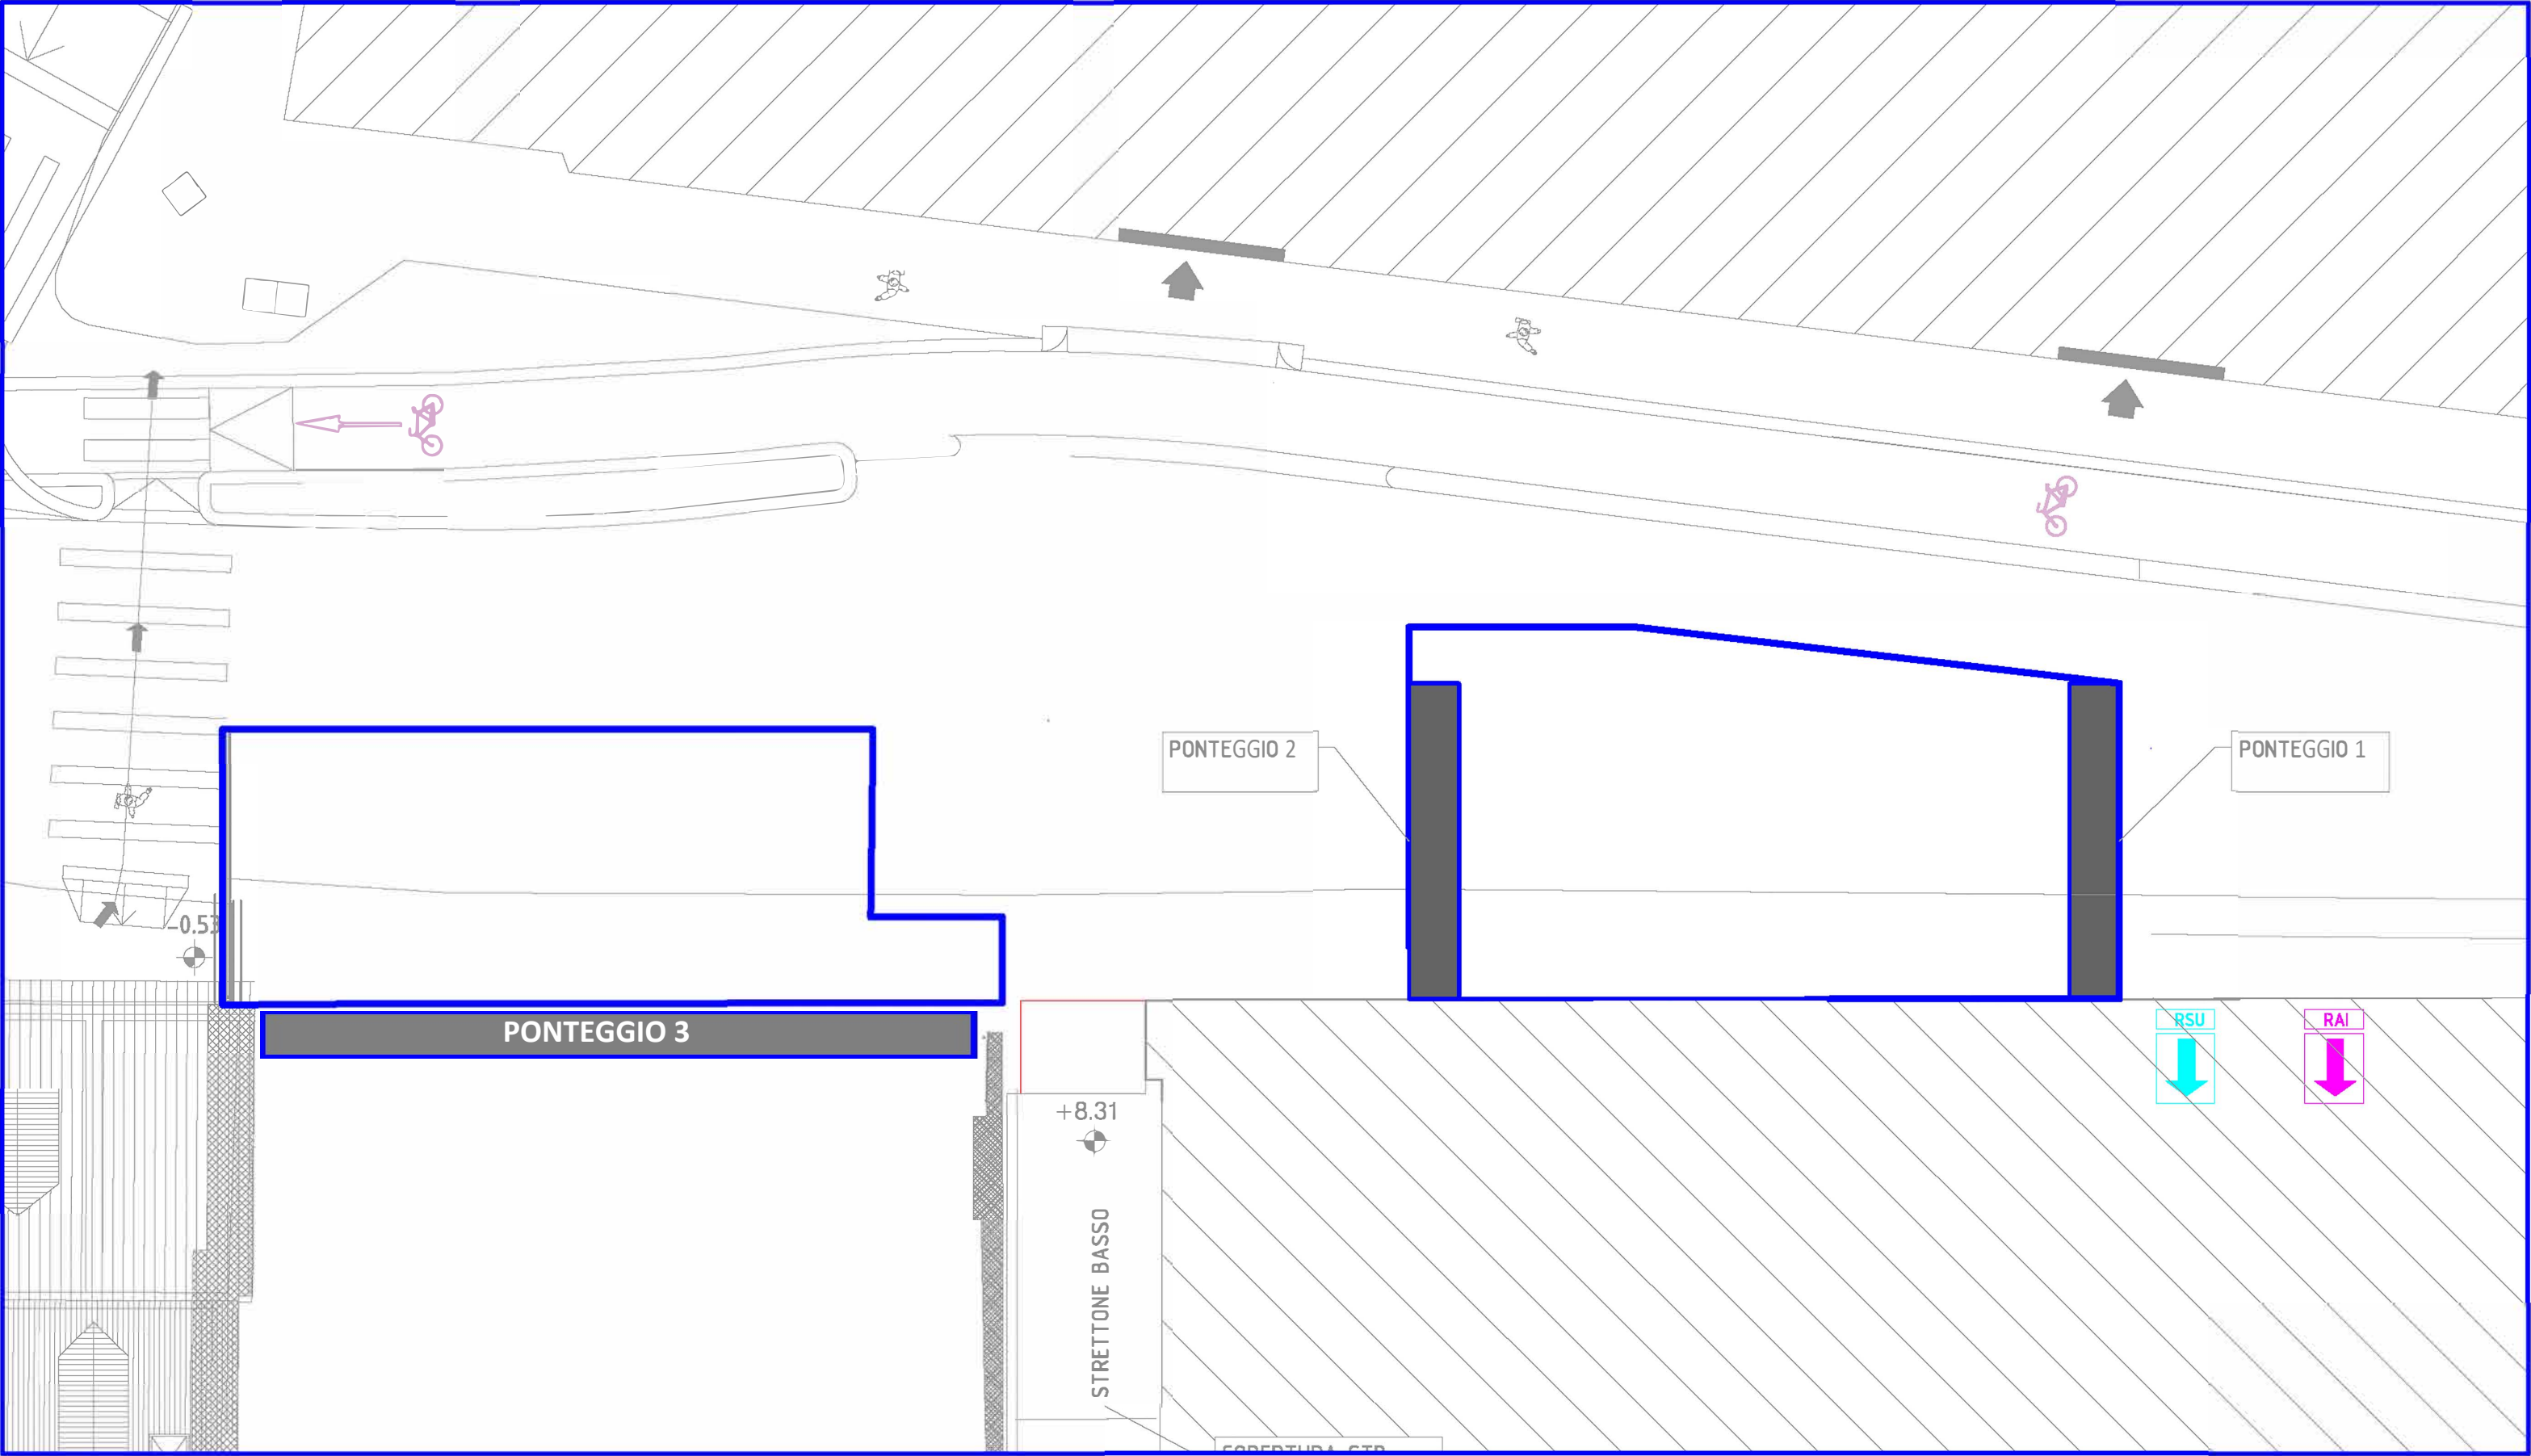 PONTEGGIO 2
PONTEGGIO 1
-0.53
PONTEGGIO 3
RSU
RAI
+8.31
STRETTONE BASSO